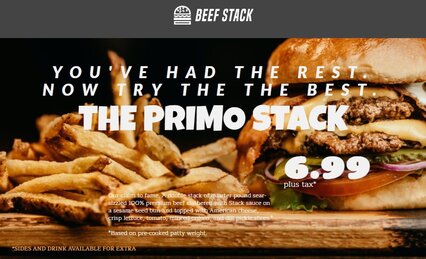 BEEF STACK
YOU'VE HAD THE REST.
NOW TRY THE THE BEST.
THE PRIMO STACK
6.99
plus tax*
Our claim to fame. A double stack of quarter pound sear-
sizzled 100% premium beef slathered with Stack sauce on
a sesame seed bun and topped with American cheese,
crisp lettuce, tomato, minced onions, and our pickle slices.
*Based on pre-cooked patty weight.
*SIDES AND DRINK AVAILABLE FOR EXTRA